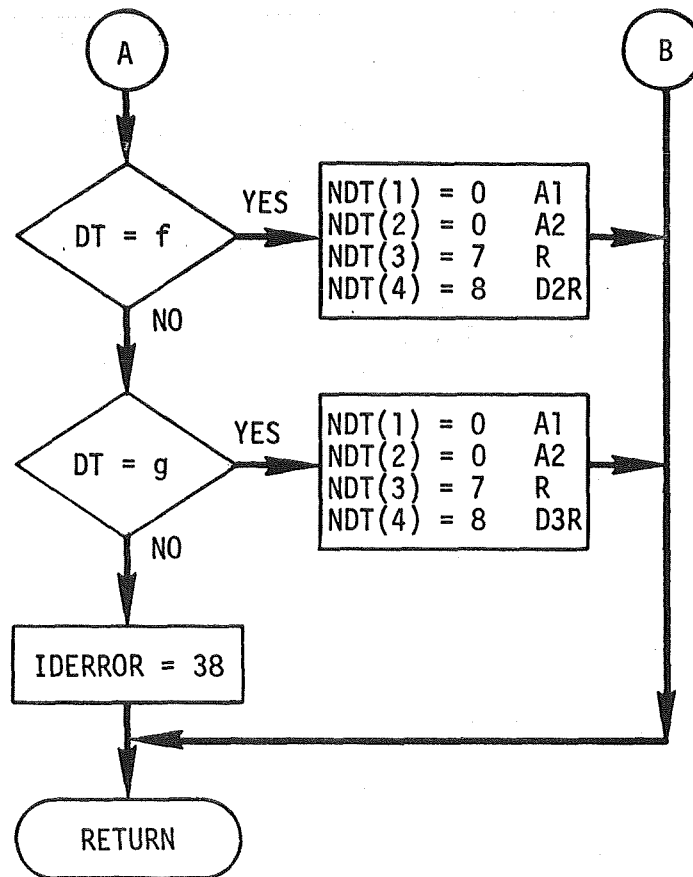 A
B
DT = f
YES
NDT(1) = 0 A1
NDT(2) = 0 A2
NDT(3) = 7 R
NDT(4) = 8 D2R
NO
DT = g
YES
NDT(1) = 0 A1
NDT(2) = 0 A2
NDT(3) = 7 R
NDT(4) = 8 D3R
NO
IDERROR = 38
RETURN